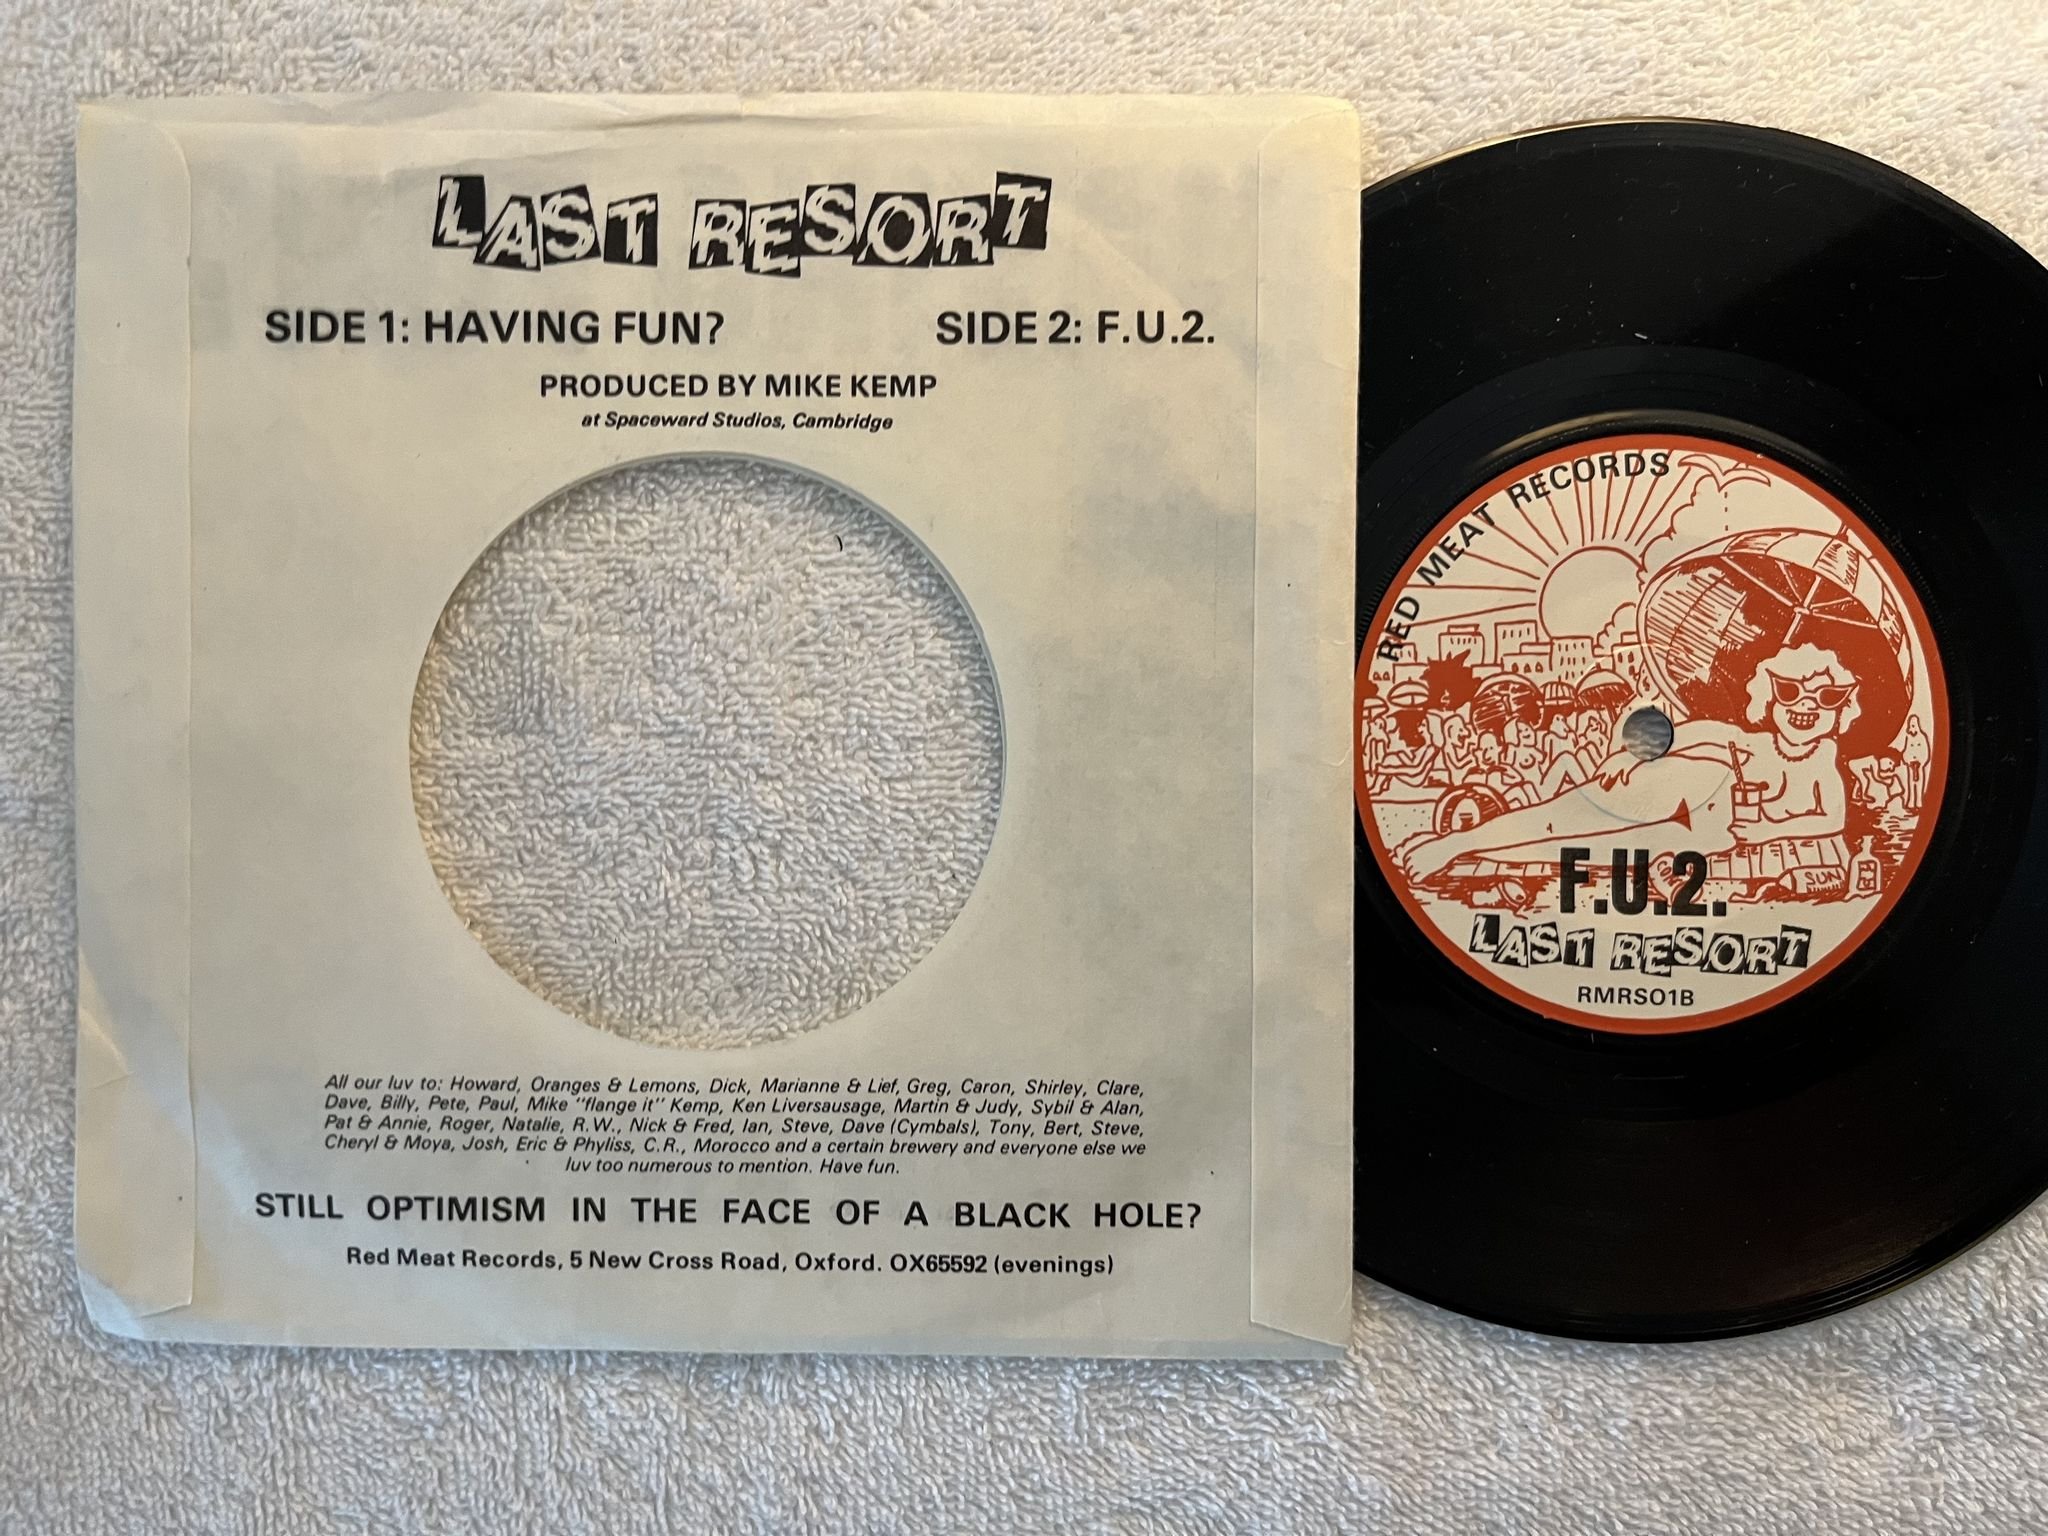 LAST RESORT
SIDE 1: HAVING FUN? SIDE 2: F.U.2.
PRODUCED BY MIKE KEMP
at Spaceward Studios, Cambridge
All our luv to: Howard, Oranges & Lemons, Dick, Marianne & Lief, Greg, Caron, Shirley, Clare,
Dave, Billy, Pete, Paul, Mike "flange it" Kemp, Ken Liversausage, Martin & Judy, Sybil & Alan,
Pat & Annie, Roger, Natalie, R.W., Nick & Fred, Ian, Steve, Dave (Cymbals), Tony, Bert, Steve,
Cheryl & Moya, Josh, Eric & Phyliss, C.R., Morocco and a certain brewery and everyone else we
luv too numerous to mention. Have fun.
STILL OPTIMISM IN THE FACE OF A BLACK HOLE?
Red Meat Records, 5 New Cross Road, Oxford. OX65592 (evenings)
RED MEAT RECORDS
SUN
F.U.2.
LAST RESORT
RMRS01B